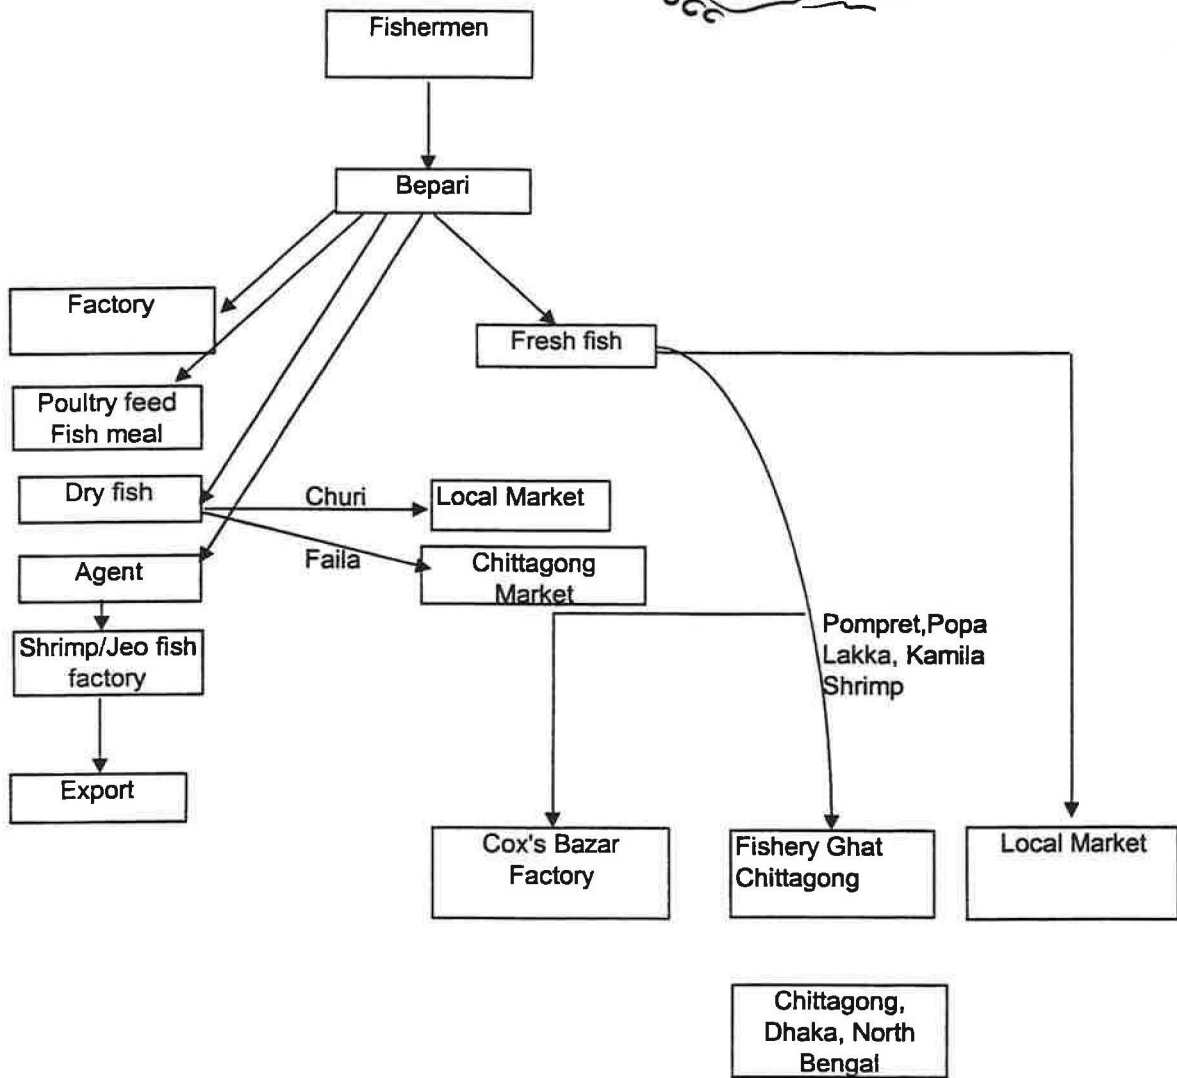 Fishermen
Bepari
Factory
Fresh fish
Poultry feed
Fish meal
Dry fish
Churi
Local Market
Faila
Chittagong
Market
Agent
Shrimp/Jeo fish
factory
Pompret,Popa
Lakka, Kamila
Shrimp
Export
Cox's Bazar
Factory
Fishery Ghat
Chittagong
Local Market
Chittagong,
Dhaka, North
Bengal